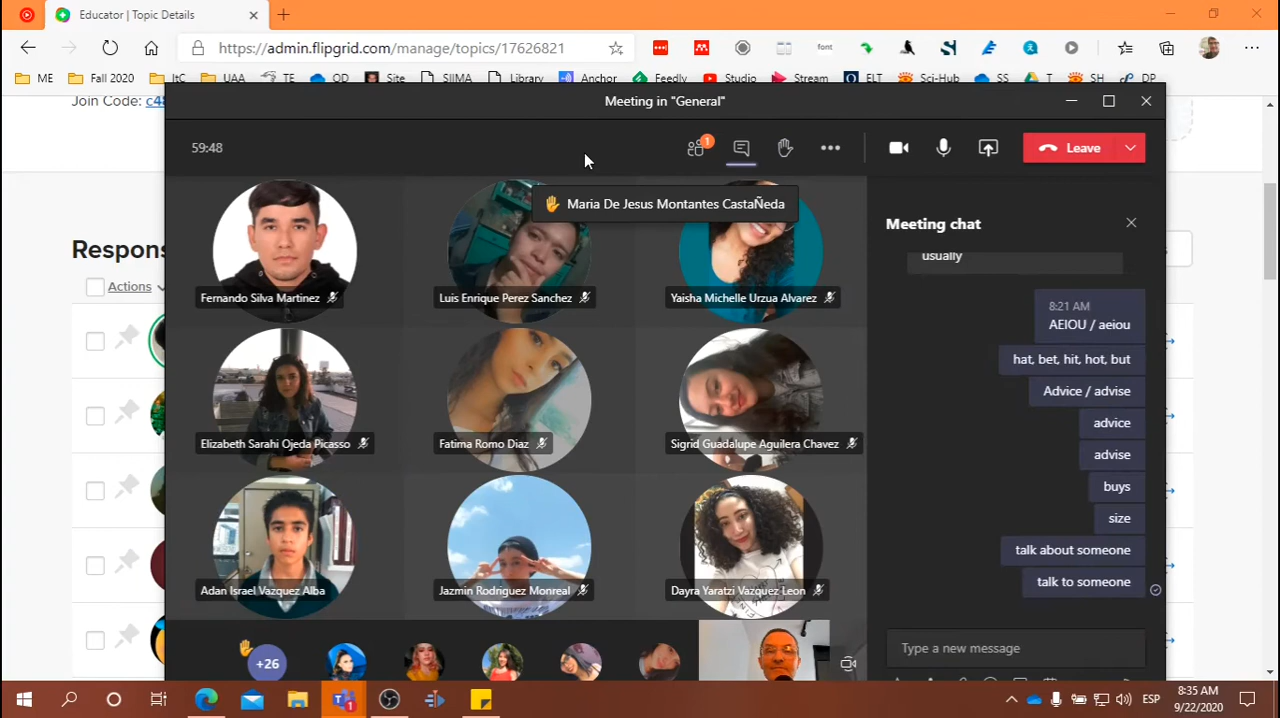 Educator | Topic Details
https://admin.flipgrid.com/manage/topics/17626821
font
ME
Fall 2020
ItC
UAA
TE
OD
Site
SIIMA
Library
Anchor
Feedly
Studio
Stream
ELT
Sci-Hub
SS
T
SH
DP
Join Code:
Meeting in "General"
59:48
1
Leave
Maria De Jesus Montantes CastaÑeda
Respon
Actions
Fernando Silva Martinez
Luis Enrique Perez Sanchez
Yaisha Michelle Urzua Alvarez
Elizabeth Sarahi Ojeda Picasso
Fatima Romo Diaz
Sigrid Guadalupe Aguilera Chavez
Adan Israel Vazquez Alba
Jazmin Rodriguez Monreal
Dayra Yaratzi Vazquez Leon
+26
Meeting chat
usually
8:21 AM
AEIOU / aeiou
hat, bet, hit, hot, but
Advice / advise
advice
advise
buys
size
talk about someone
talk to someone
Type a new message
1
ESP
8:35 AM
9/22/2020